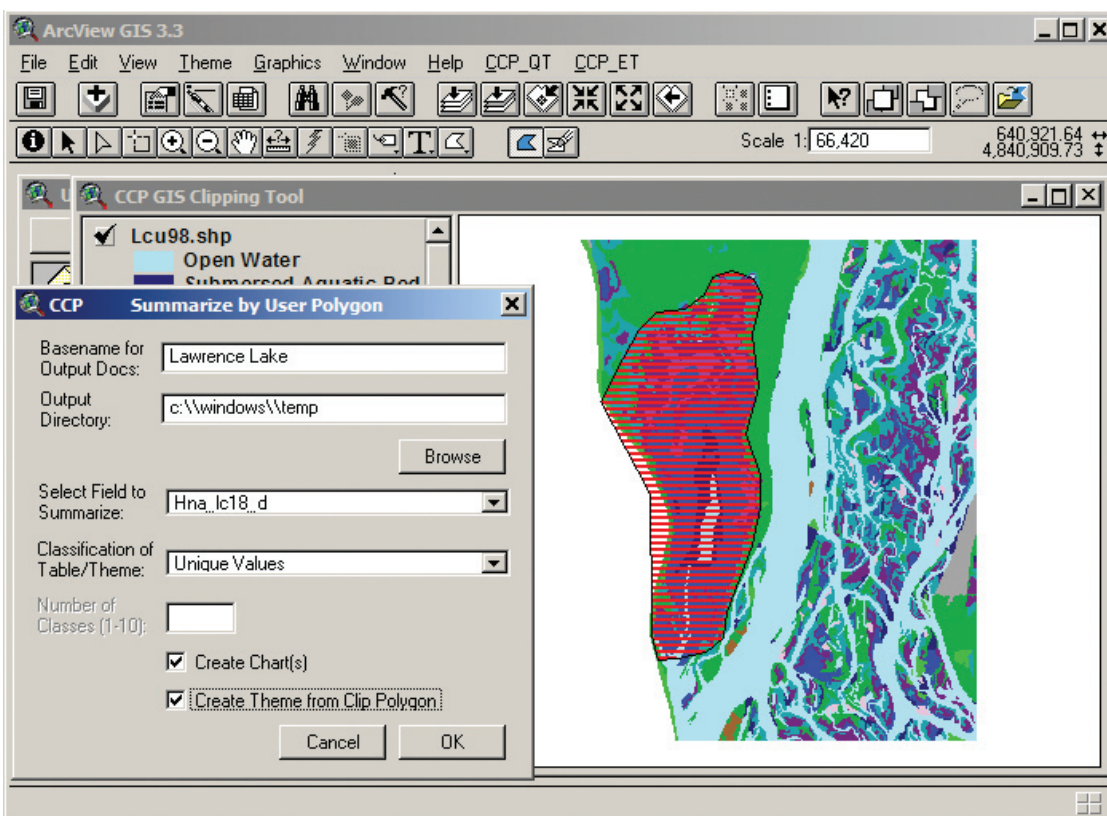 ArcView GIS 3.3
File Edit View Theme Graphics Window Help CCP_QT CCP_ET
Scale 1: 66,420
640,921.64
4,840,909.73
U
CCP GIS Clipping Tool
Lcu98.shp
Open Water
Submersed Aquatic Bed
CCP Summarize by User Polygon
Basename for
Output Docs:
Lawrence Lake
Output
Directory:
c:\\windows\\temp
Browse
Select Field to
Summarize:
Hna_lc18_d
Classification of
Table/Theme:
Unique Values
Number of
Classes (1-10):
Create Chart(s)
Create Theme from Clip Polygon
Cancel OK